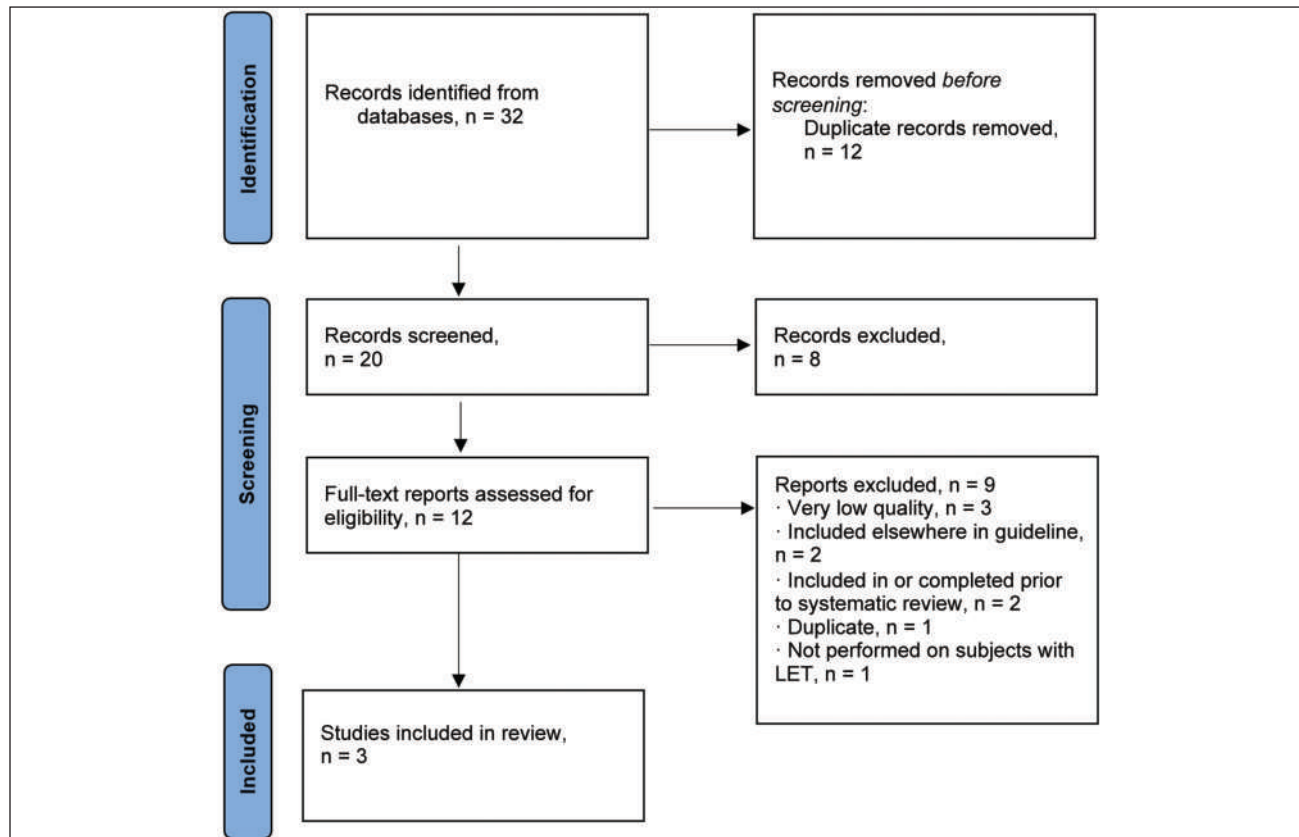 Identification
Records identified from
databases, n = 32
Records removed before
screening:
Duplicate records removed,
n = 12
Screening
Records screened,
n = 20
Records excluded,
n = 8
Full-text reports assessed for
eligibility, n = 12
Reports excluded, n = 9
· Very low quality, n = 3
· Included elsewhere in guideline,
n = 2
· Included in or completed prior
to systematic review, n = 2
· Duplicate, n = 1
· Not performed on subjects with
LET, n = 1
Included
Studies included in review,
n = 3